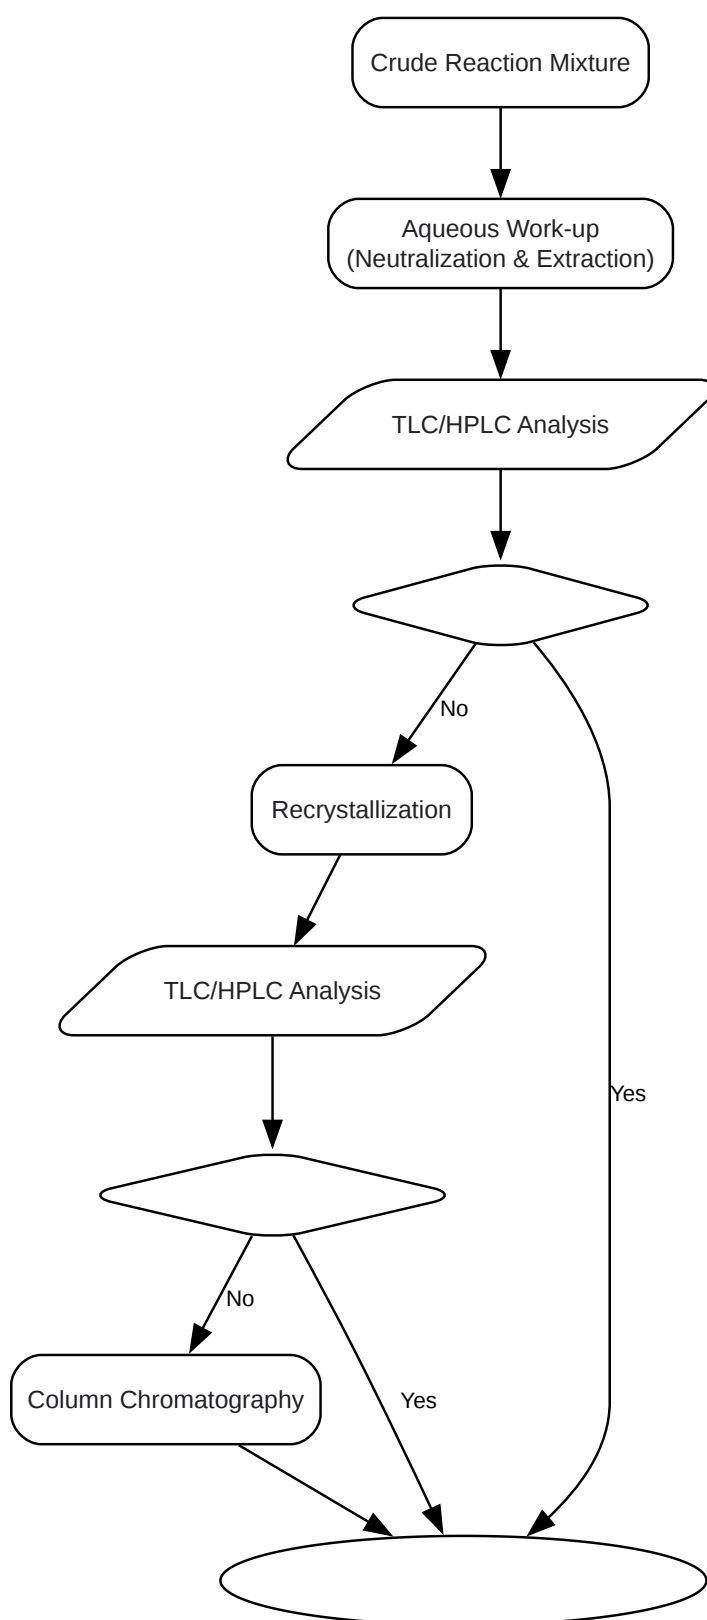 Crude Reaction Mixture
Aqueous Work-up
(Neutralization & Extraction)
TLC/HPLC Analysis
No
Recrystallization
TLC/HPLC Analysis
Yes
No
Column Chromatography
Yes